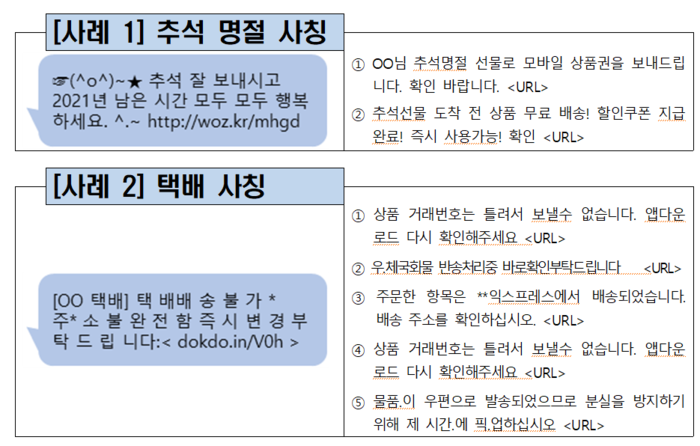 [사례 1] 추석 명절 사칭
☞(^o^)~★ 추석 잘 보내시고
2021년 남은 시간 모두 모두 행복
하세요. ^.~ http://woz.kr/mhgd
① OO님 추석명절 선물로 모바일 상품권을 보내드립
니다. 확인 바랍니다. <URL>
② 추석선물 도착 전 상품 무료 배송! 할인쿠폰 지급
완료! 즉시 사용가능! 확인 <URL>
[사례 2] 택배 사칭
[OO 택배] 택 배배 송 불 가 *
주* 소 불 완 전 함 즉 시 변 경 부
탁 드 립 니다:< dokdo.in/V0h >
① 상품 거래번호는 틀려서 보낼수 없습니다. 앱다운
로드 다시 확인해주세요 <URL>
② 우.체국화물 반송처리중 바로확인부탁드립니다 <URL>
③ 주문한 항목은 **익스프레스에서 배송되었습니다.
배송 주소를 확인하십시오. <URL>
④ 상품 거래번호는 틀려서 보낼수 없습니다. 앱다운
로드 다시 확인해주세요 <URL>
⑤ 물품.이 우편으로 발송되었으므로 분실을 방지하기
위해 제 시간.에 픽.업하십시오 <URL>